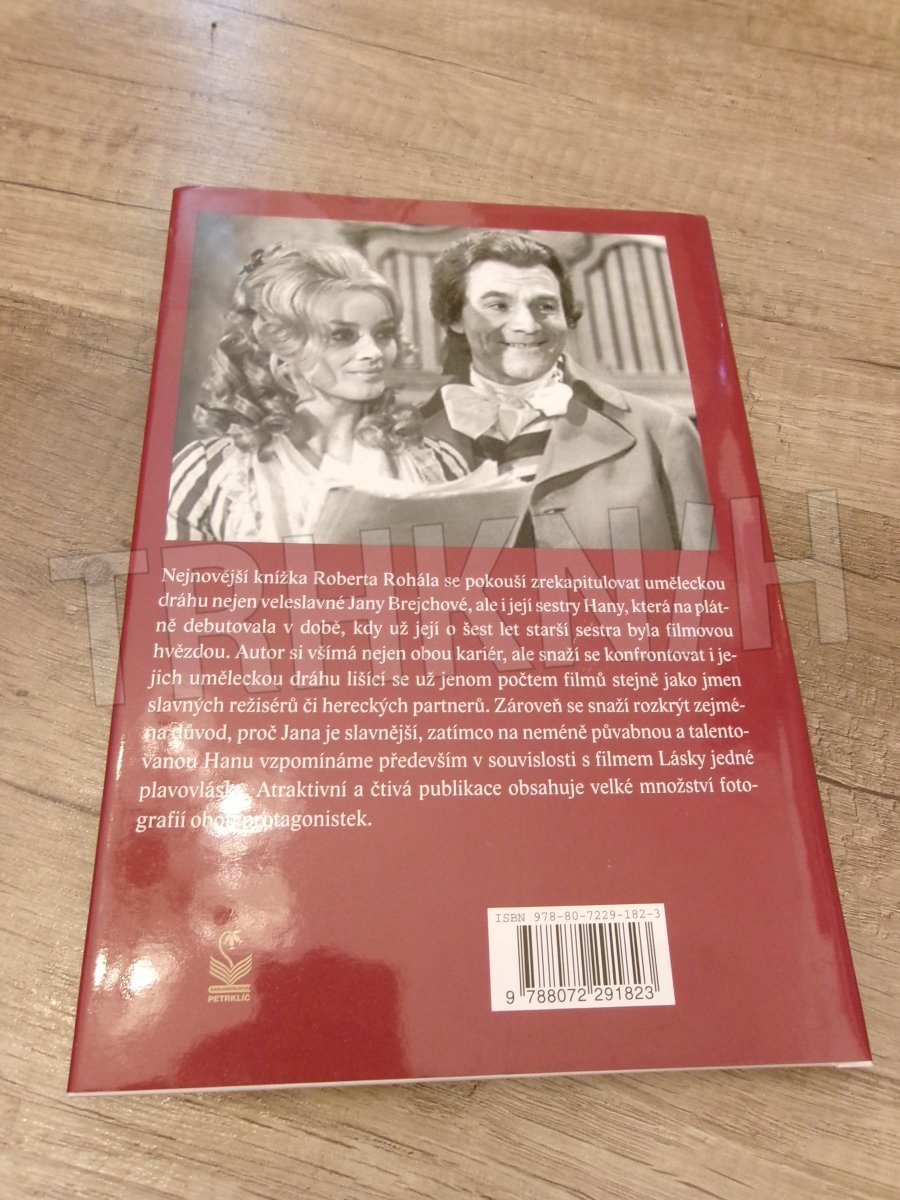 Nejnovější knížka Roberta Rohála se pokouší zrekapitulovat uměleckou
dráhu nejen veleslavné Jany Brejchové, ale i její sestry Hany, která na plát-
ně debutovala v době, kdy už její o šest let starší sestra byla filmovou
hvězdou. Autor si všímá nejen obou kariér, ale snaží se konfrontovat i je-
jich uměleckou dráhu lišící se už jenom počtem filmů stejně jako jmen
slavných režisérů či hereckých partnerů. Zároveň se snaží rozkrýt zejmé-
na důvod, proč Jana je slavnější, zatímco na neméně půvabnou a talento-
vanou Hanu vzpomínáme především v souvislosti s filmem Lásky jedné
plavovlásky. Atraktivní a čtivá publikace obsahuje velké množství foto-
grafií obou protagonistek.
TRHKNIH
ISBN 978-80-7229-182-3
9 788072 291823
NAKLADATELSTVÍ
PETRKLÍČ